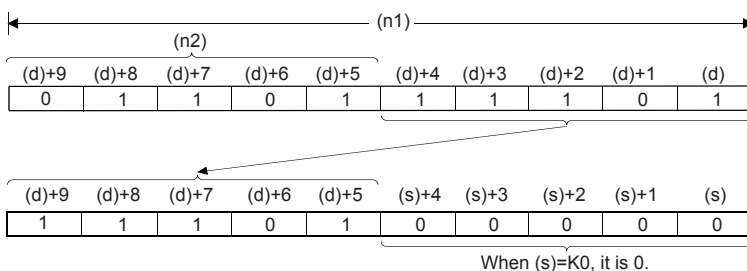 (n1)
(n2)
(d)+9 (d)+8 (d)+7 (d)+6 (d)+5 (d)+4 (d)+3 (d)+2 (d)+1 (d)
0 1 1 0 1 1 1 1 0 1
(d)+9 (d)+8 (d)+7 (d)+6 (d)+5 (s)+4 (s)+3 (s)+2 (s)+1 (s)
1 1 1 0 1 0 0 0 0 0
When (s)=K0, it is 0.